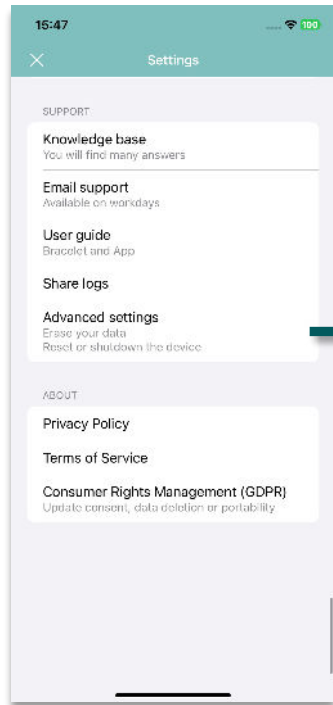 15:47
100
Settings
SUPPORT
Knowledge base
You will find many answers
Email support
Available on workdays
User guide
Bracelet and App
Share logs
Advanced settings
Erase your data
Reset or shutdown the device
ABOUT
Privacy Policy
Terms of Service
Consumer Rights Management (GDPR)
Update consent, data deletion or portability